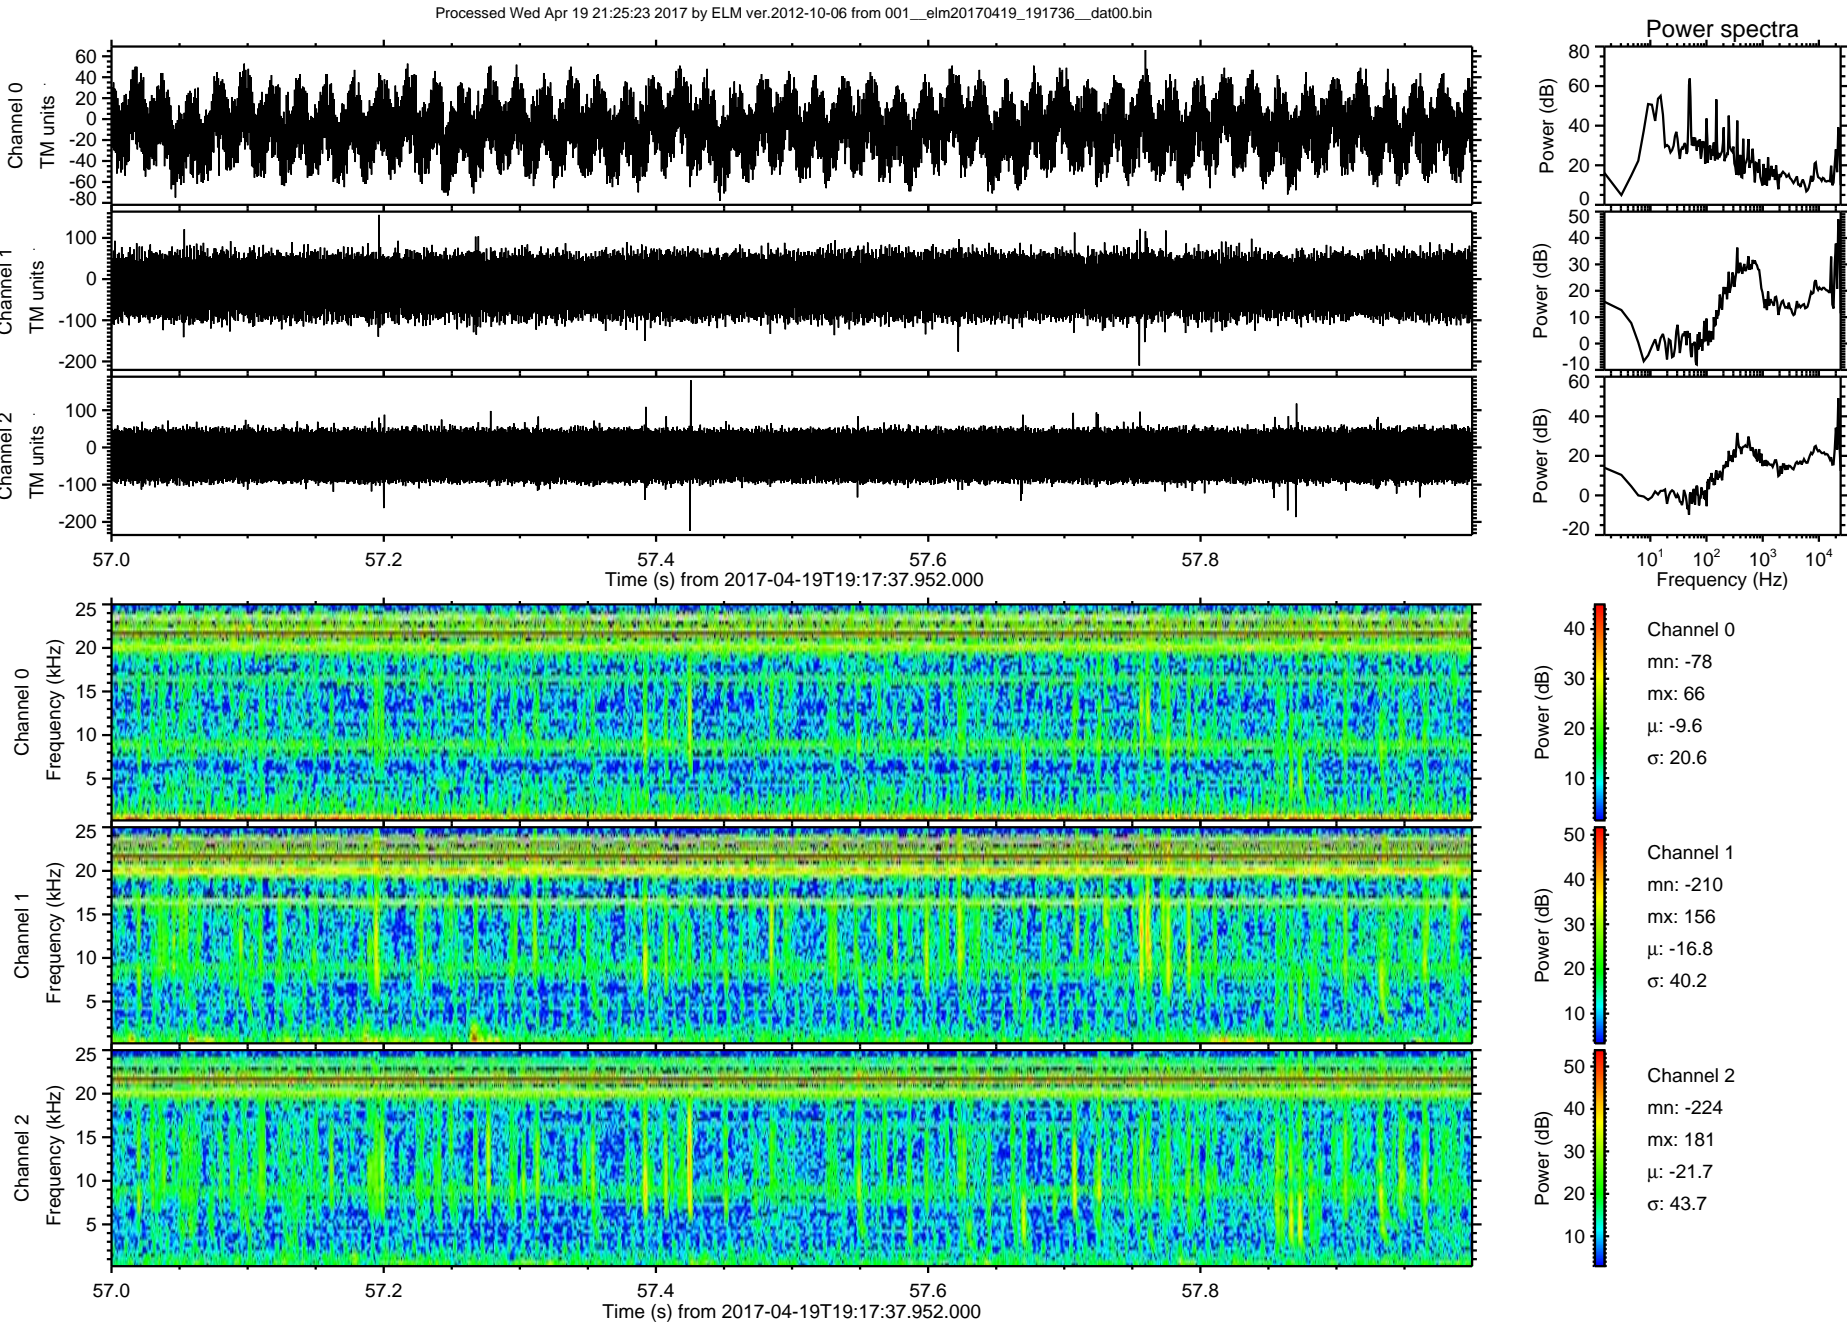 Processed Wed Apr 19 21:25:23 2017 by ELM ver.2012-10-06 from 001__elm20170419_191736__dat00.bin
Power spectra
Channel 0
TM units
60
40
20
0
-20
-40
-60
-80
Power (dB)
80
60
40
20
0
Channel 1
TM units
100
0
-100
-200
Power (dB)
50
40
30
20
10
0
-10
Channel 2
TM units
100
0
-100
-200
Power (dB)
60
40
20
0
-20
57.0 57.2 57.4 57.6 57.8
Time (s) from 2017-04-19T19:17:37.952.000
10¹ 10² 10³ 10⁴
Frequency (Hz)
Channel 0
Frequency (kHz)
25
20
15
10
5
Power (dB)
40
30
20
10
Channel 0
mn: -78
mx: 66
μ: -9.6
σ: 20.6
Channel 1
Frequency (kHz)
25
20
15
10
5
Power (dB)
50
40
30
20
10
Channel 1
mn: -210
mx: 156
μ: -16.8
σ: 40.2
Channel 2
Frequency (kHz)
25
20
15
10
5
Power (dB)
50
40
30
20
10
Channel 2
mn: -224
mx: 181
μ: -21.7
σ: 43.7
57.0 57.2 57.4 57.6 57.8
Time (s) from 2017-04-19T19:17:37.952.000